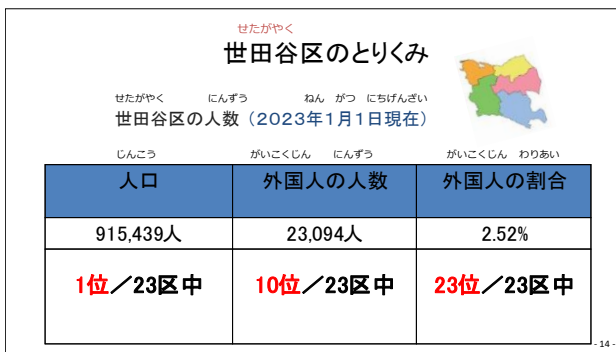 せたがやく
世田谷区のとりくみ
せたがやく にんずう ねん がつ にちげんざい
世田谷区の人数（2023年1月1日現在）
じんこう がいこくじん にんずう がいこくじん わりあい
人口 外国人の人数 外国人の割合
915,439人 23,094人 2.52%
1位／23区中 10位／23区中 23位／23区中
- 14 -